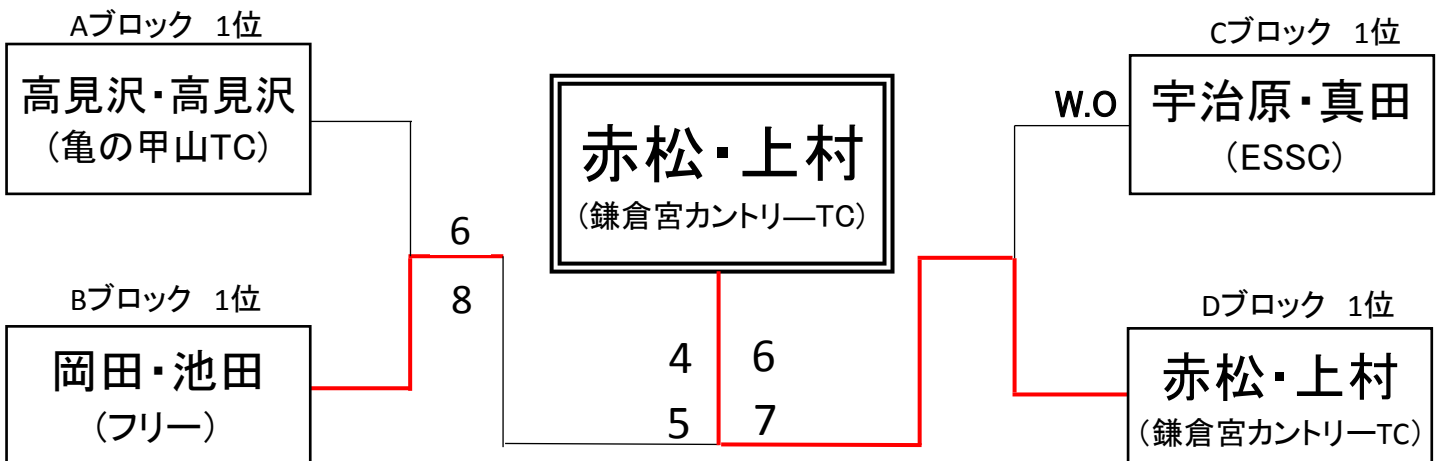 Aブロック 1位
高見沢・高見沢
(亀の甲山TC)
Bブロック 1位
岡田・池田
(フリー)
6
8
赤松・上村
(鎌倉宮カントリ―TC)
4 6
5 7
Cブロック 1位
W.O
宇治原・真田
(ESSC)
Dブロック 1位
赤松・上村
(鎌倉宮カントリーTC)